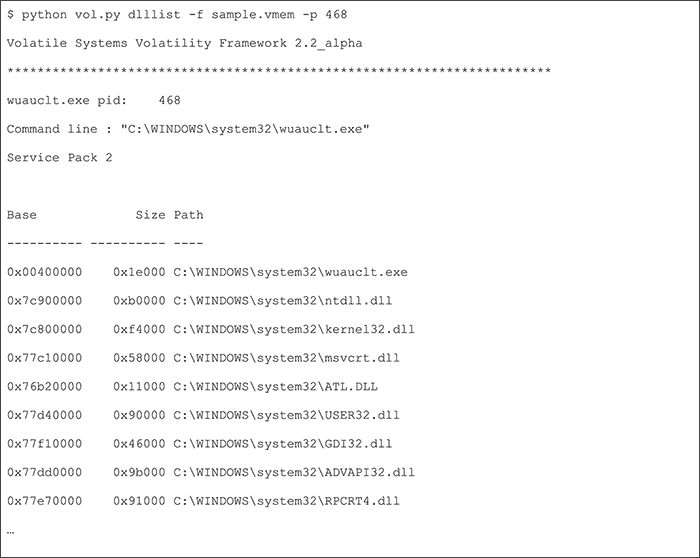 $ python vol.py dlllist -f sample.vmem -p 468
Volatile Systems Volatility Framework 2.2_alpha
************************************************************************
wuauclt.exe pid:    468
Command line : "C:\WINDOWS\system32\wuauclt.exe"
Service Pack 2
Base             Size Path
---------- ---------- ----
0x00400000    0x1e000 C:\WINDOWS\system32\wuauclt.exe
0x7c900000    0xb0000 C:\WINDOWS\system32\ntdll.dll
0x7c800000    0xf4000 C:\WINDOWS\system32\kernel32.dll
0x77c10000    0x58000 C:\WINDOWS\system32\msvcrt.dll
0x76b20000    0x11000 C:\WINDOWS\system32\ATL.DLL
0x77d40000    0x90000 C:\WINDOWS\system32\USER32.dll
0x77f10000    0x46000 C:\WINDOWS\system32\GDI32.dll
0x77dd0000    0x9b000 C:\WINDOWS\system32\ADVAPI32.dll
0x77e70000    0x91000 C:\WINDOWS\system32\RPCRT4.dll
…